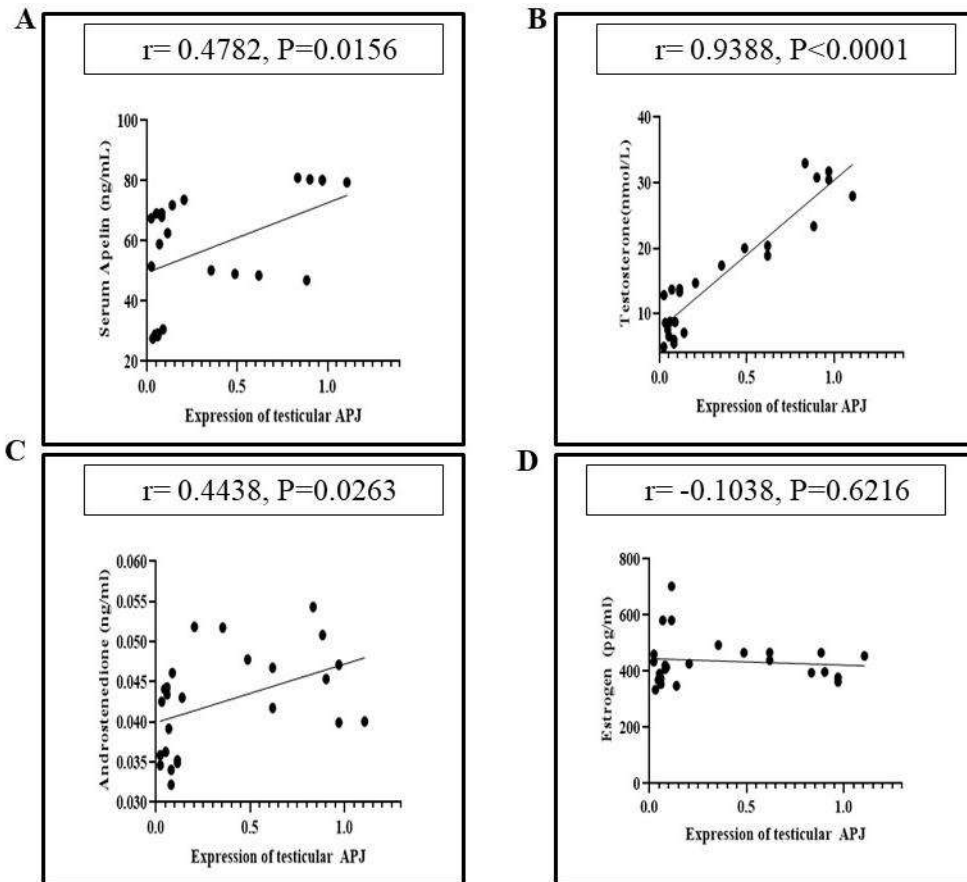 A
r= 0.4782, P=0.0156
Serum Apelin (ng/mL)
100
80
60
40
20
0.0
0.5
1.0
Expression of testicular APJ
B
r= 0.9388, P<0.0001
Testosterone(nmol/L)
40
30
20
10
0.0
0.5
1.0
Expression of testicular APJ
C
r= 0.4438, P=0.0263
Androstenedione (ng/ml)
0.060
0.055
0.050
0.045
0.040
0.035
0.030
0.0
0.5
1.0
Expression of testicular APJ
D
r= -0.1038, P=0.6216
Estrogen (pg/ml)
800
600
400
200
0
0.0
0.5
1.0
Expression of testicular APJ